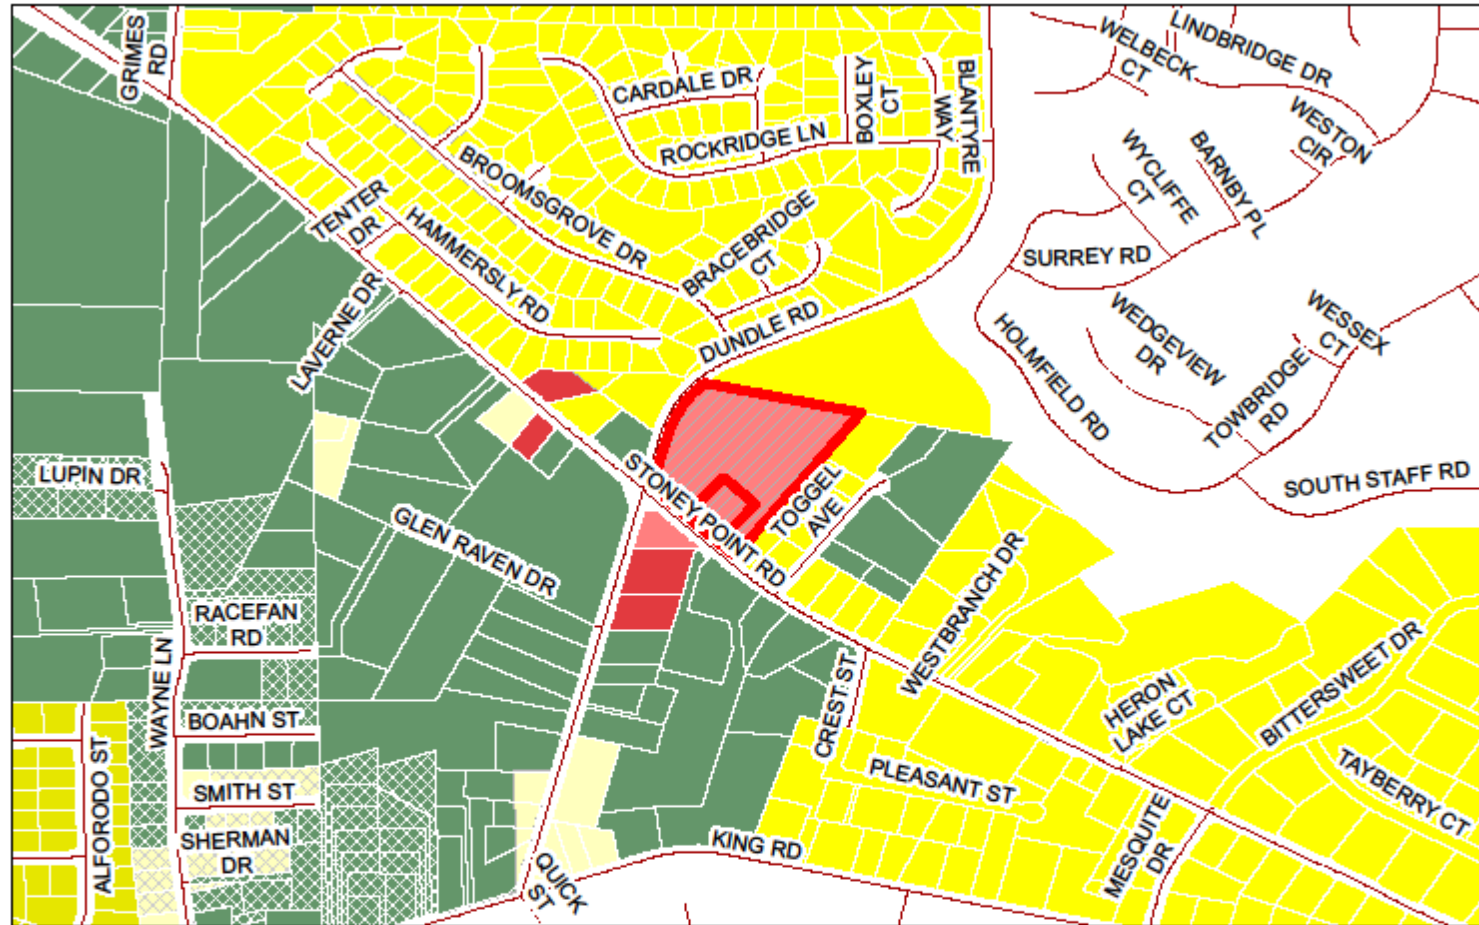 GRIMES
RD
LINDBRIDGE DR
WELBECK
CT
CARDALE DR
BOXLEY
CT
BLANTYRE
WAY
WESTON
CIR
ROCKRIDGE LN
BROOMSGROVE DR
WYCLIFFE
CT
BARNBY PL
TENTER
DR
HAMMERSLY RD
BRACEBRIDGE
CT
SURREY RD
LAVERNE DR
DUNDLE RD
HOLMFIELD RD
WEDGEVIEW
DR
WESSEX
CT
TOWBRIDGE
RD
LUPIN DR
STONEY POINT RD
TOGGEL
AVE
SOUTH STAFF RD
GLEN RAVEN DR
RACEFAN
RD
WESTBRANCH DR
WAYNE LN
CREST ST
HERON
LAKE CT
BITTERSWEET DR
BOAHN ST
ALFORODO ST
SMITH ST
PLEASANT ST
TAYBERRY CT
SHERMAN
DR
KING RD
MESQUITE
DR
QUICK
ST